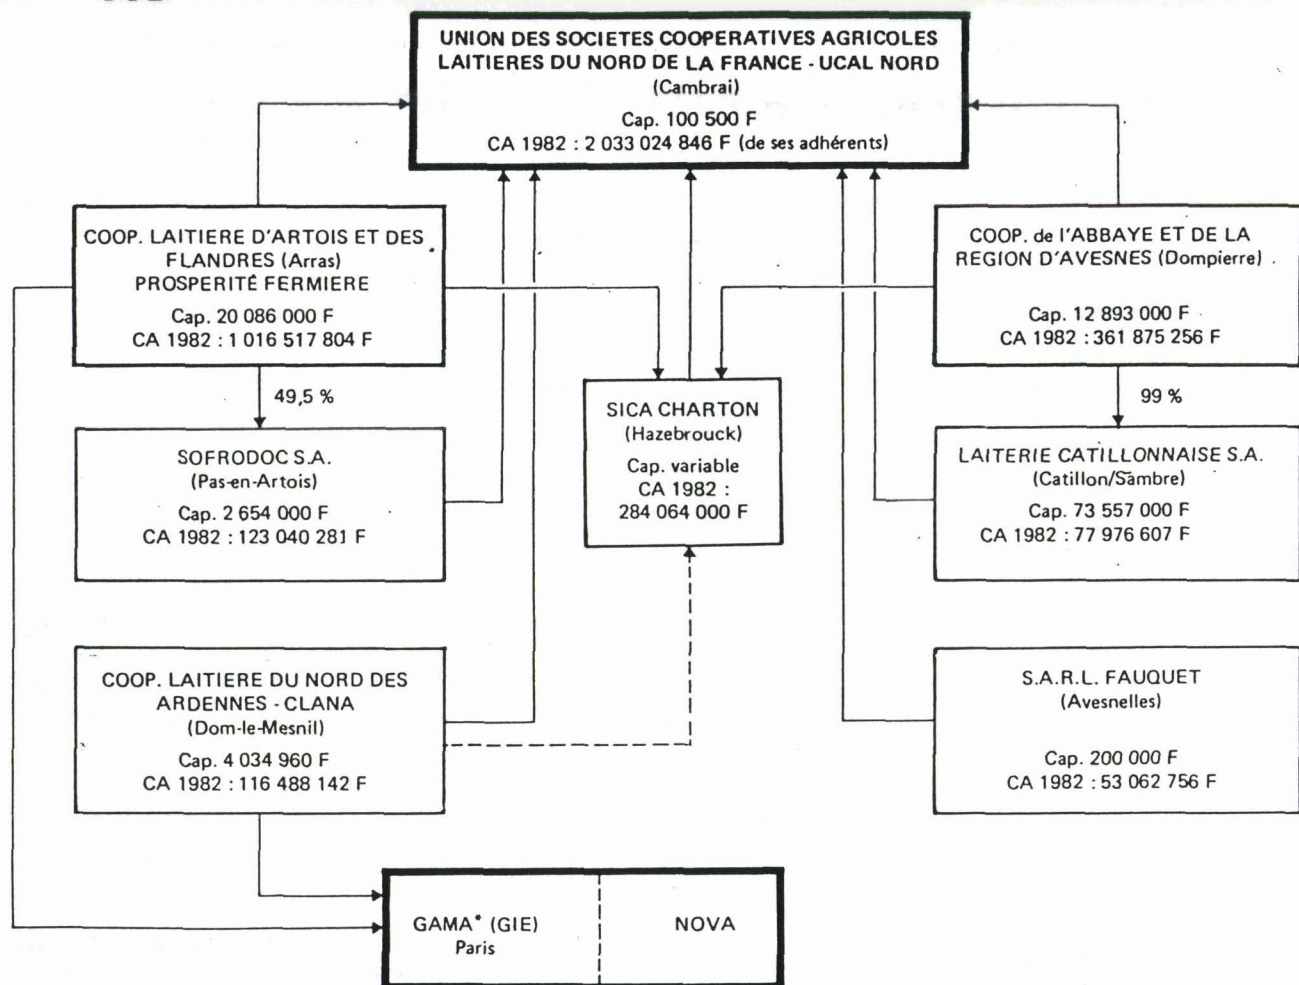 UNION DES SOCIETES COOPERATIVES AGRICOLES
LAITIERES DU NORD DE LA FRANCE - UCAL NORD
(Cambrai)
Cap. 100 500 F
CA 1982 : 2 033 024 846 F (de ses adhérents)
COOP. LAITIERE D'ARTOIS ET DES
FLANDRES (Arras)
PROSPERITÉ FERMIERE
Cap. 20 086 000 F
CA 1982 : 1 016 517 804 F
COOP. de l'ABBAYE ET DE LA
REGION D'AVESNES (Dompierre)
Cap. 12 893 000 F
CA 1982 : 361 875 256 F
49,5 %
99 %
SICA CHARTON
(Hazebrouck)
Cap. variable
CA 1982 :
284 064 000 F
SOFRODOC S.A.
(Pas-en-Artois)
Cap. 2 654 000 F
CA 1982 : 123 040 281 F
LAITERIE CATILLONNAISE S.A.
(Catillon/Sambre)
Cap. 73 557 000 F
CA 1982 : 77 976 607 F
COOP. LAITIERE DU NORD DES
ARDENNES - CLANA
(Dom-le-Mesnil)
Cap. 4 034 960 F
CA 1982 : 116 488 142 F
S.A.R.L. FAUQUET
(Avesnelles)
Cap. 200 000 F
CA 1982 : 53 062 756 F
GAMA* (GIE)
Paris
NOVA